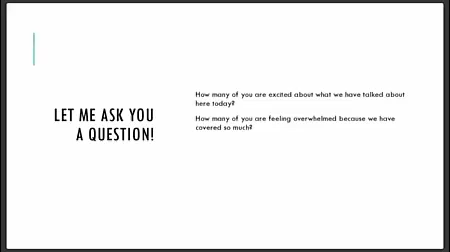 LET ME ASK YOU
A QUESTION!
How many of you are excited about what we have talked about
here today?
How many of you are feeling overwhelmed because we have
covered so much?